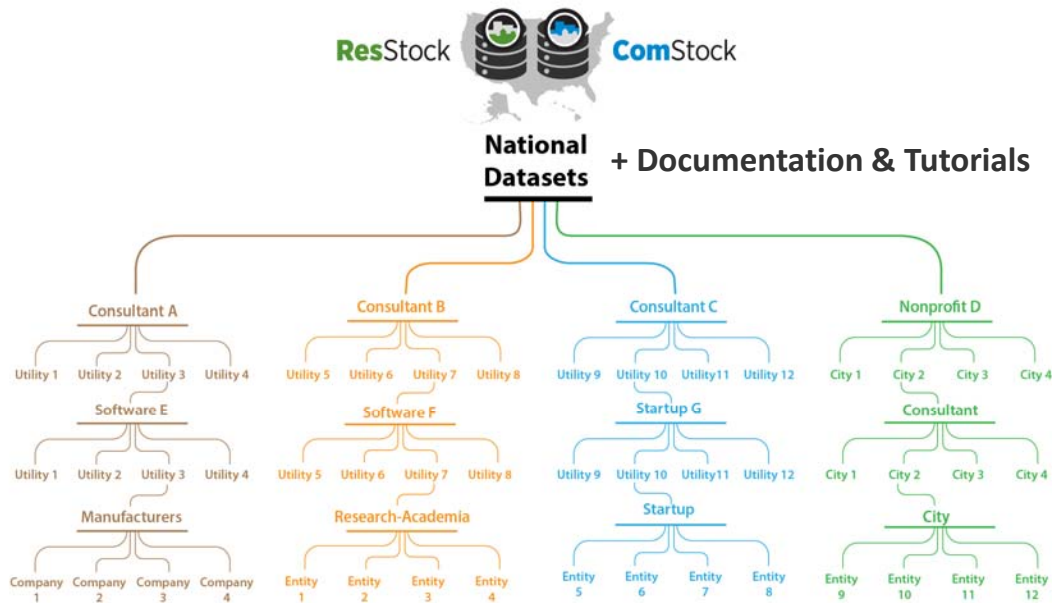 ResStock
ComStock
National
Datasets
+ Documentation & Tutorials
Consultant A
Consultant B
Consultant C
Nonprofit D
Utility 1 Utility 2 Utility 3 Utility 4
Utility 5 Utility 6 Utility 7 Utility 8
Utility 9 Utility 10 Utility11 Utility 12
City 1 City 2 City 3 City 4
Software E
Software F
Startup G
Consultant
Utility 1 Utility 2 Utility 3 Utility 4
Utility 5 Utility 6 Utility 7 Utility 8
Utility 9 Utility 10 Utility11 Utility 12
City 1 City 2 City 3 City 4
Manufacturers
Research-Academia
Startup
City
Company Company Company Company
1 2 3 4
Entity Entity Entity Entity
1 2 3 4
Entity Entity Entity Entity
5 6 7 8
Entity Entity Entity Entity
9 10 11 12